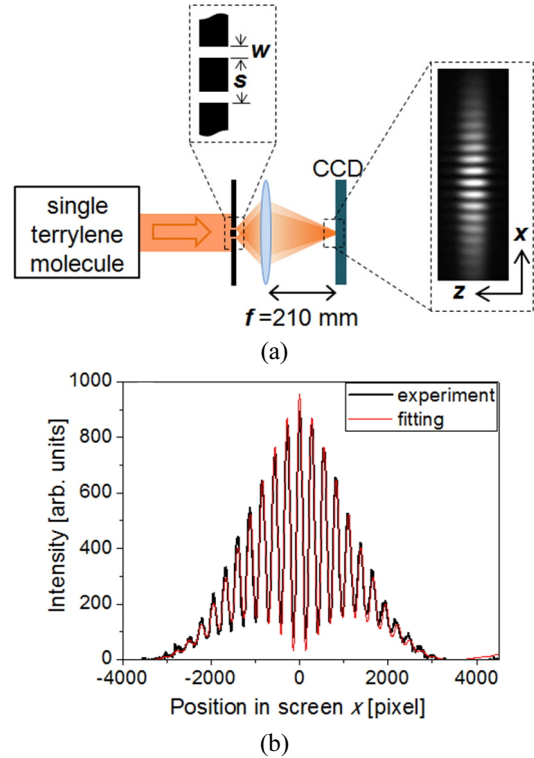 w
s
CCD
single
terrylene
molecule
x
z
f =210 mm
(a)
1000
800
600
400
200
0
experiment
fitting
Intensity [arb. units]
-4000 -2000 0 2000 4000
Position in screen x [pixel]
(b)